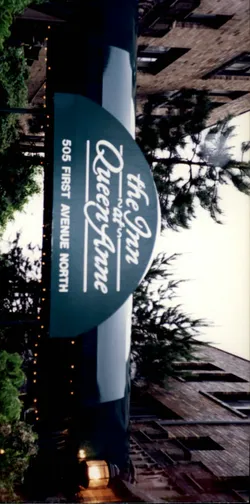 the Inn
at
Queen Anne
505 FIRST AVENUE NORTH